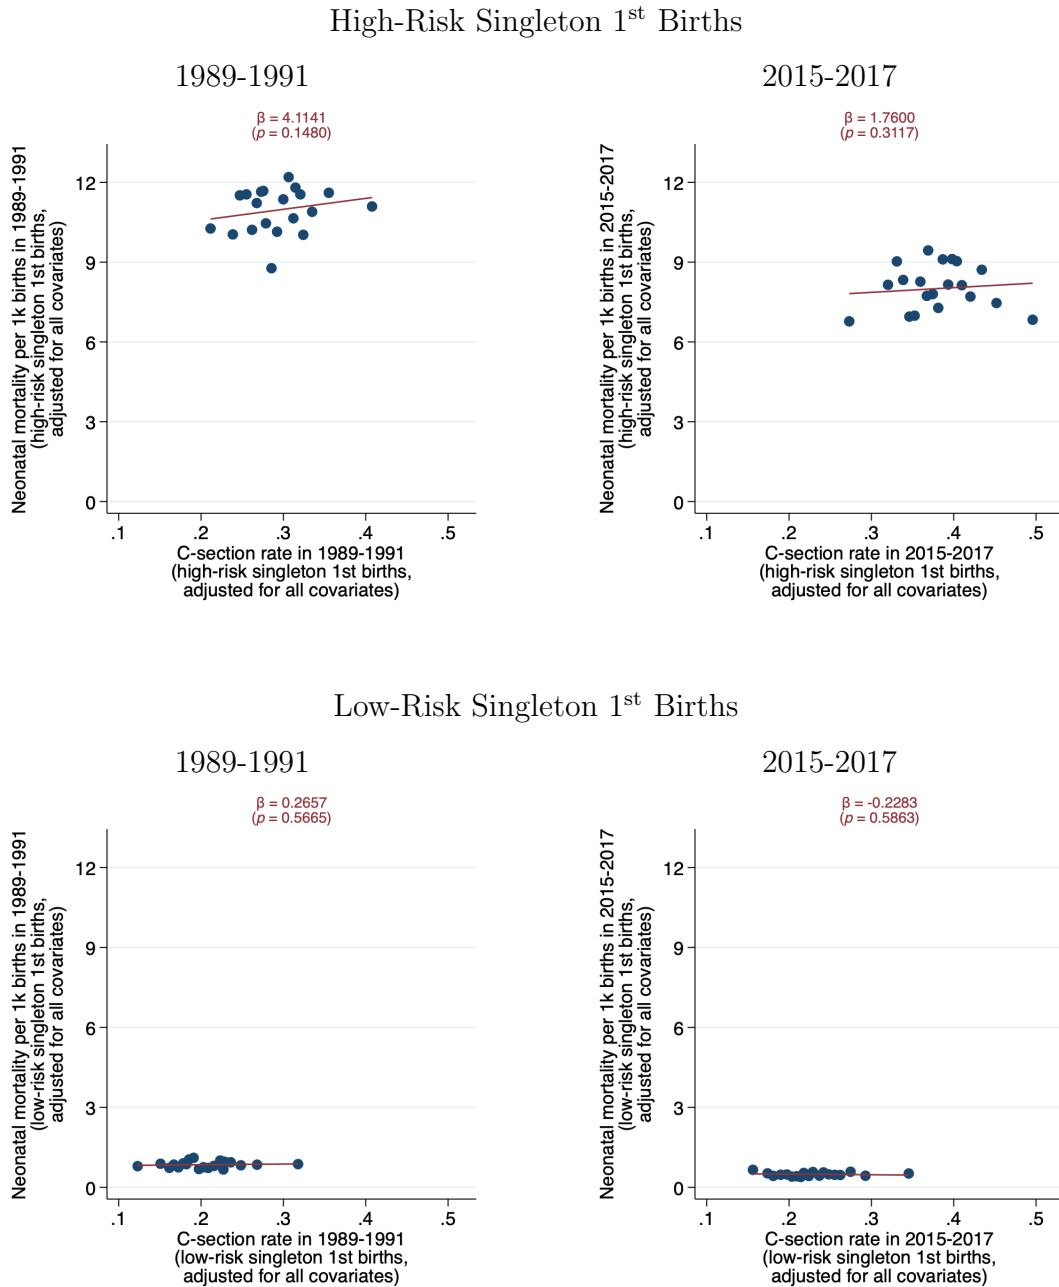 High-Risk Singleton 1st Births
1989-1991
β = 4.1141
(p = 0.1480)
Neonatal mortality per 1k births in 1989-1991
(high-risk singleton 1st births,
adjusted for all covariates)
12
9
6
3
0
.1 .2 .3 .4 .5
C-section rate in 1989-1991
(high-risk singleton 1st births,
adjusted for all covariates)
2015-2017
β = 1.7600
(p = 0.3117)
Neonatal mortality per 1k births in 2015-2017
(high-risk singleton 1st births,
adjusted for all covariates)
12
9
6
3
0
.1 .2 .3 .4 .5
C-section rate in 2015-2017
(high-risk singleton 1st births,
adjusted for all covariates)
Low-Risk Singleton 1st Births
1989-1991
β = 0.2657
(p = 0.5665)
Neonatal mortality per 1k births in 1989-1991
(low-risk singleton 1st births,
adjusted for all covariates)
12
9
6
3
0
.1 .2 .3 .4 .5
C-section rate in 1989-1991
(low-risk singleton 1st births,
adjusted for all covariates)
2015-2017
β = -0.2283
(p = 0.5863)
Neonatal mortality per 1k births in 2015-2017
(low-risk singleton 1st births,
adjusted for all covariates)
12
9
6
3
0
.1 .2 .3 .4 .5
C-section rate in 2015-2017
(low-risk singleton 1st births,
adjusted for all covariates)